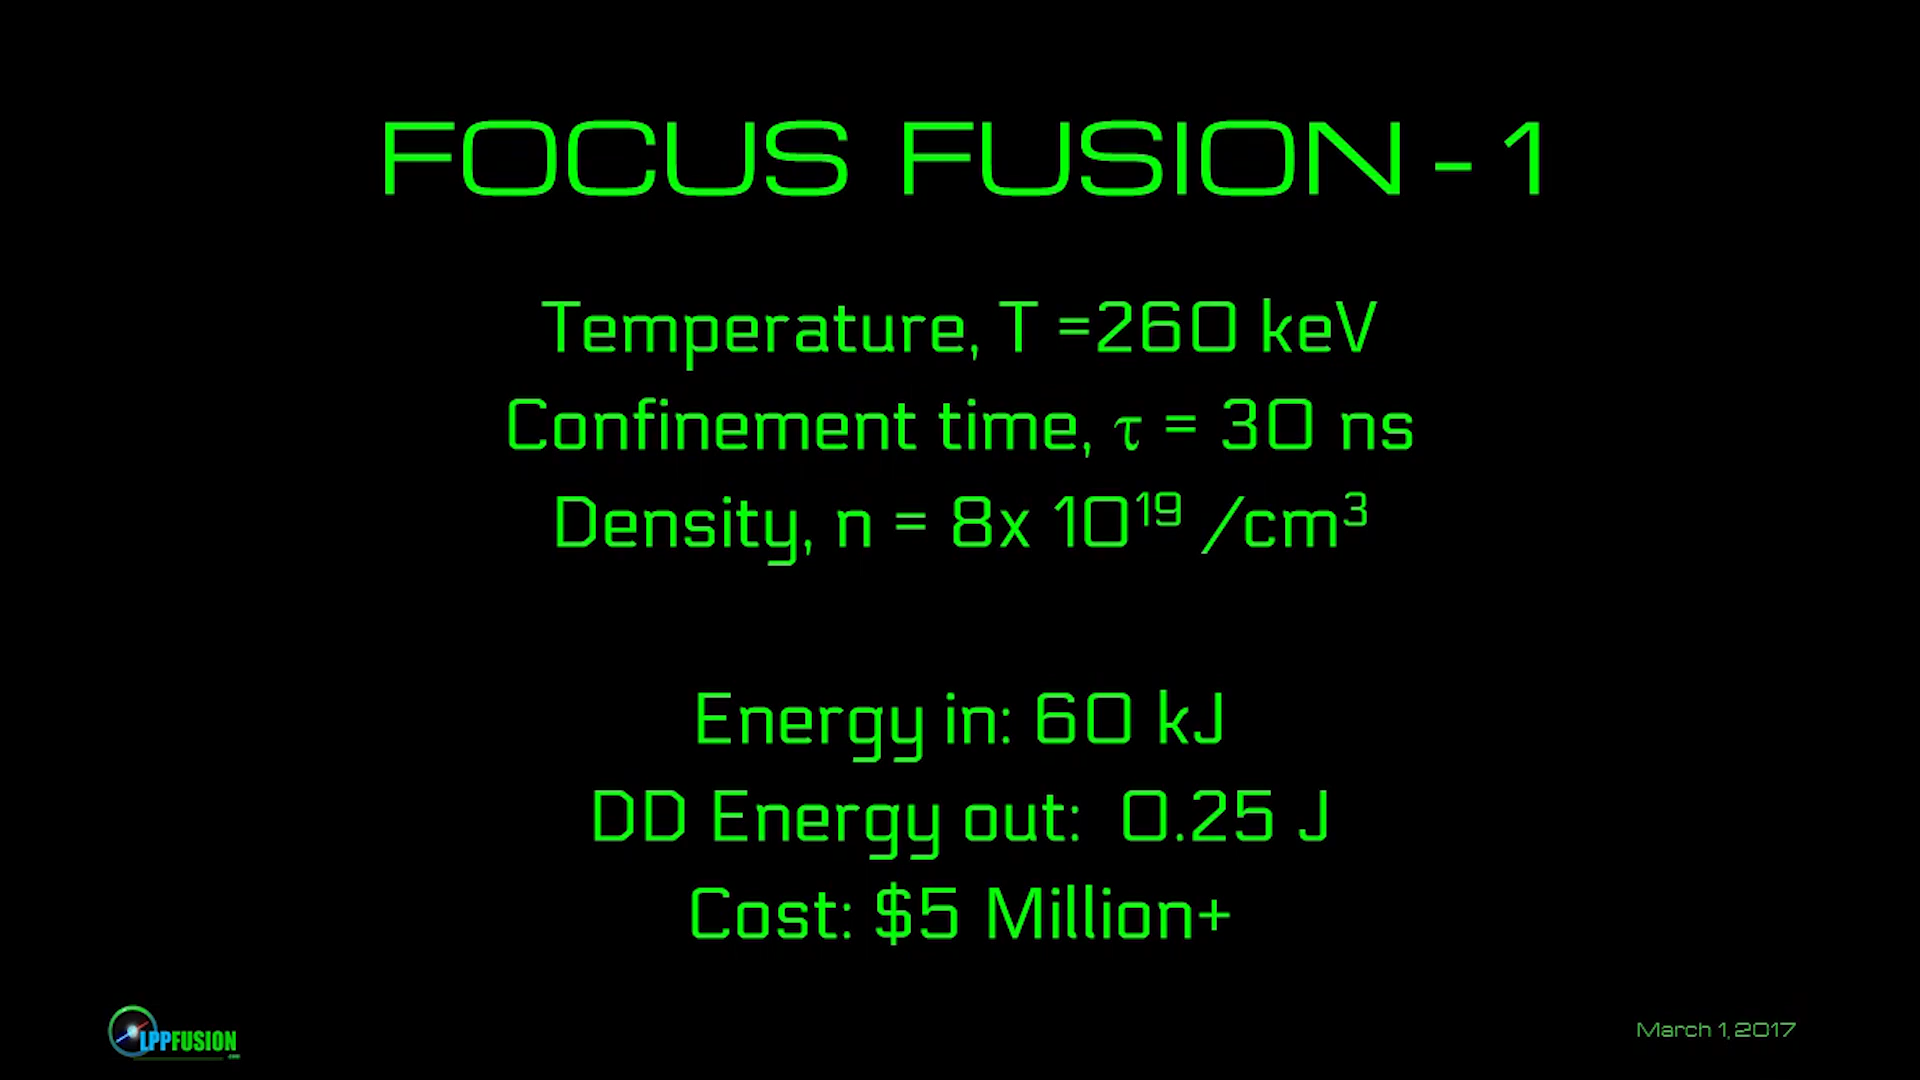 FOCUS FUSION - 1
Temperature, T =260 keV
Confinement time, τ = 30 ns
Density, n = 8x 10¹⁹ /cm³
Energy in: 60 kJ
DD Energy out: 0.25 J
Cost: $5 Million+
LPPFUSION
.com
March 1, 2017